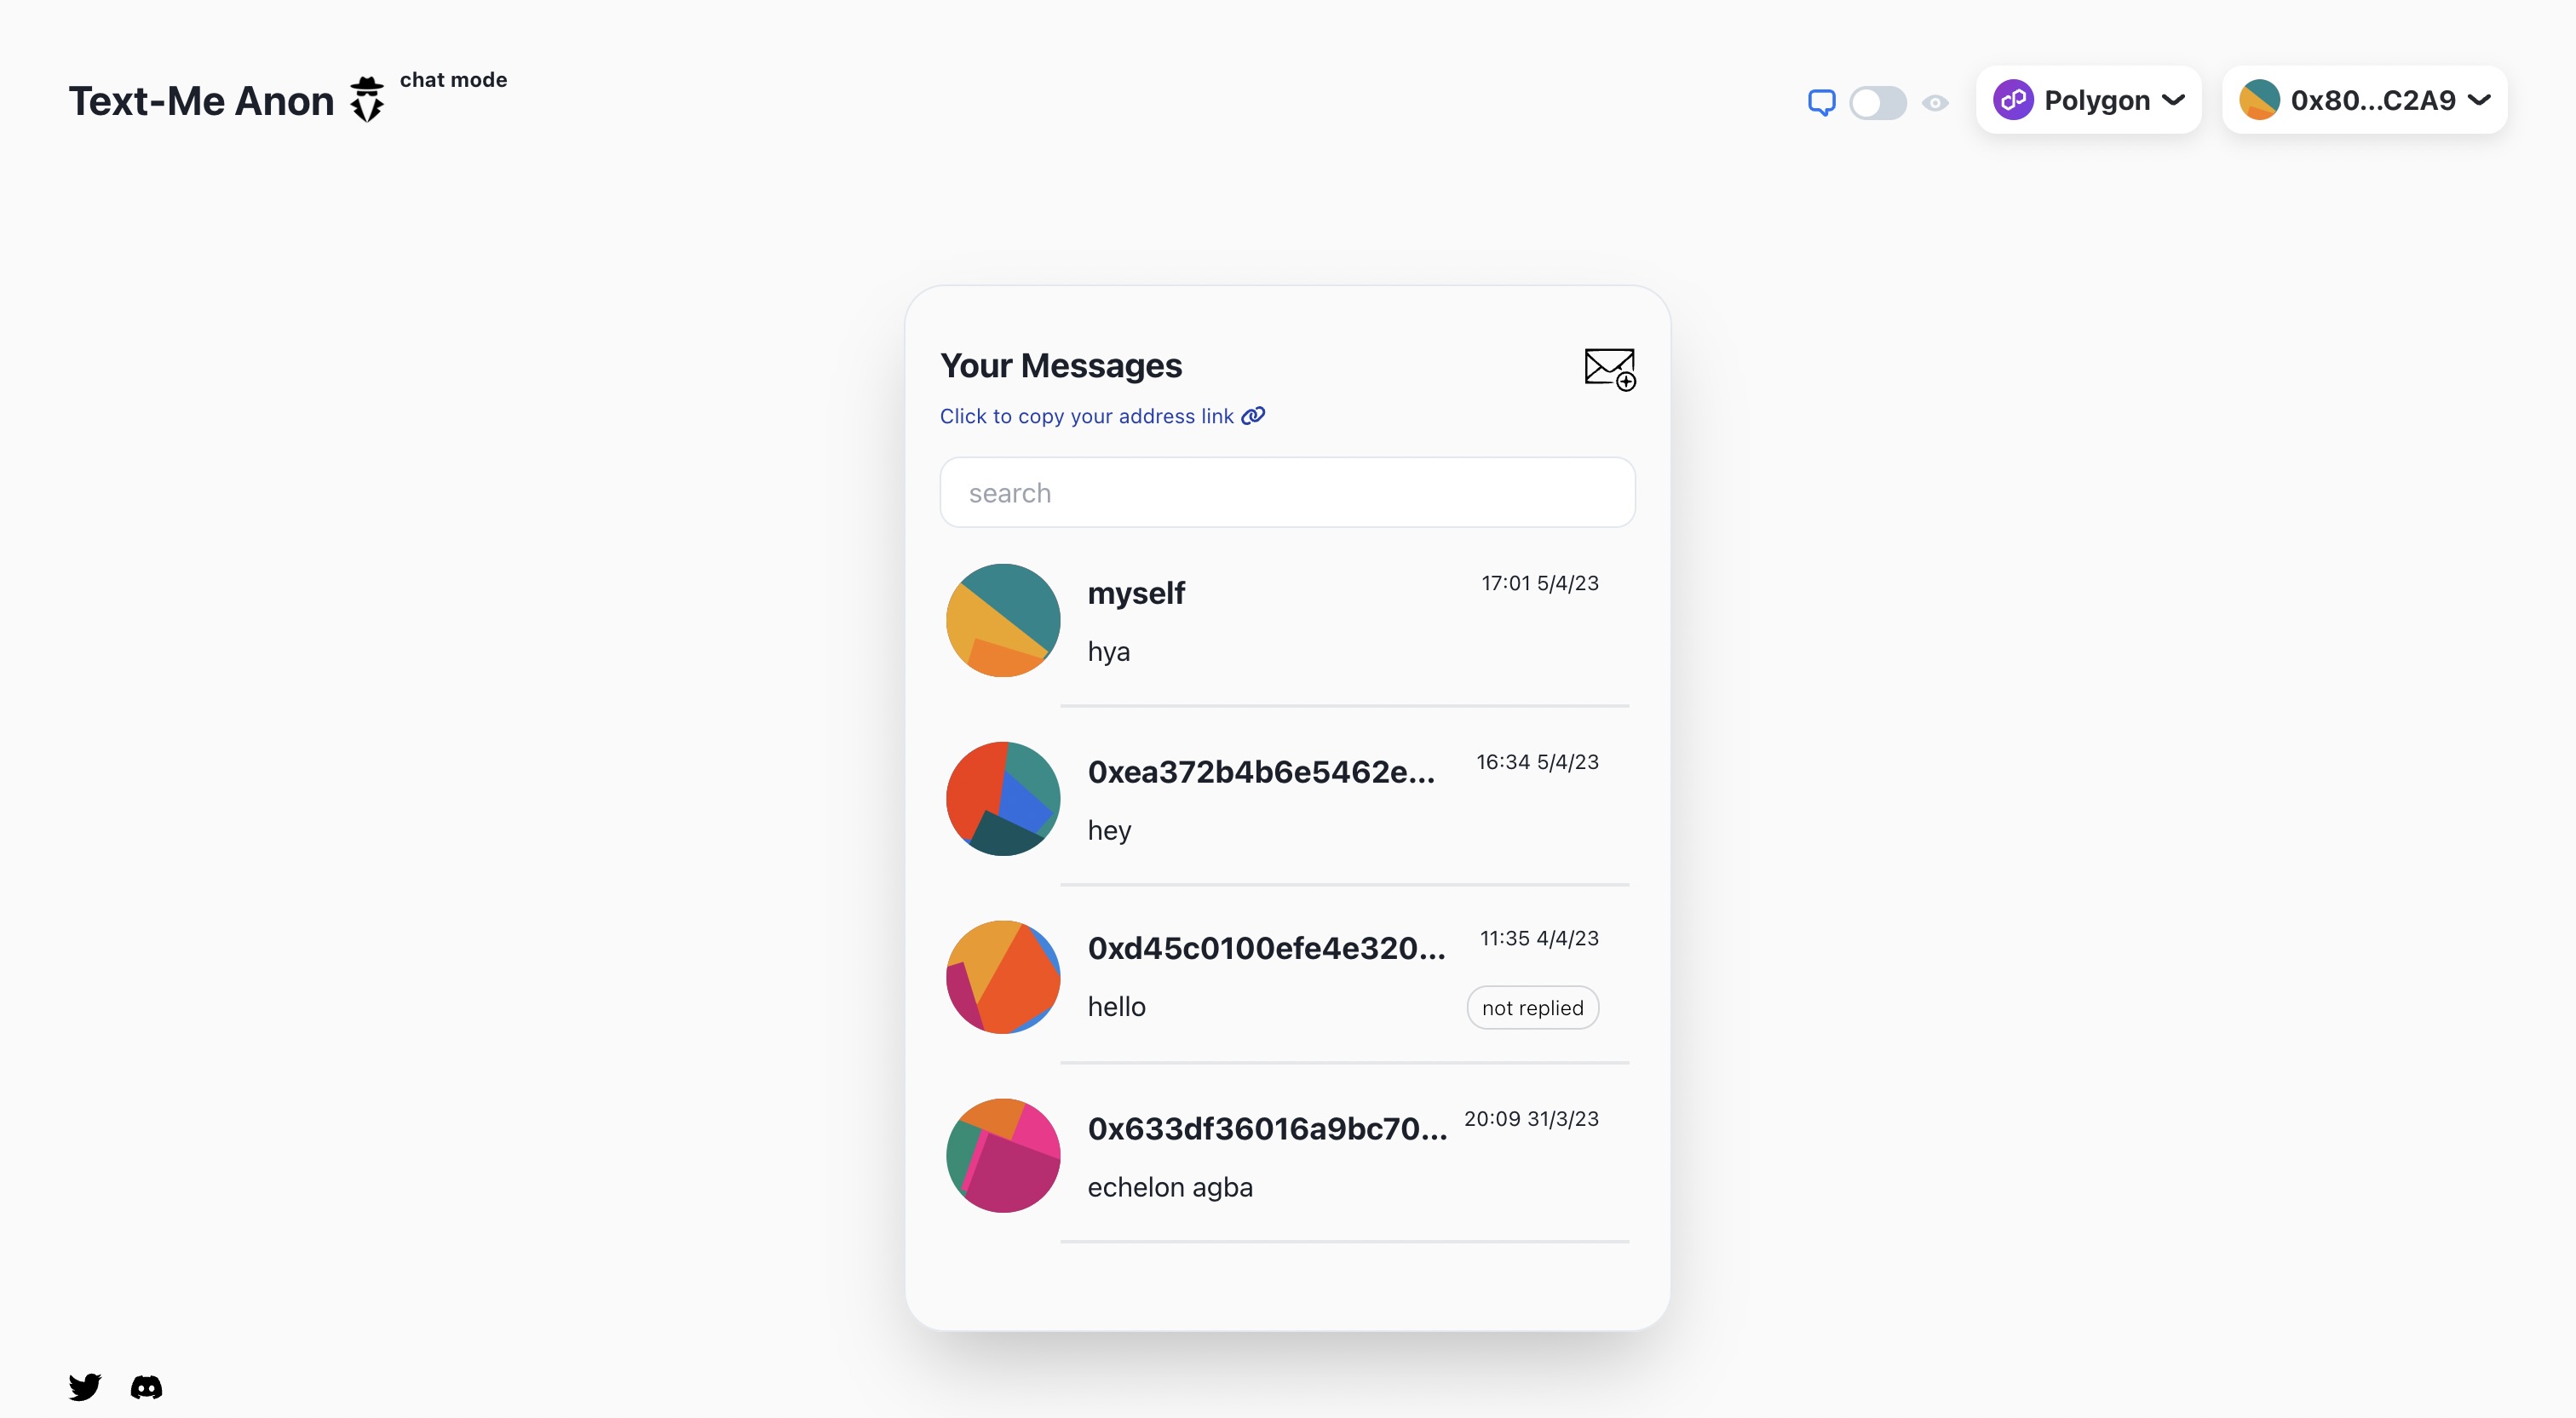 Text-Me Anon chat mode
Polygon
0x80...C2A9
Your Messages
Click to copy your address link
search
myself 17:01 5/4/23
hya
0xea372b4b6e5462e... 16:34 5/4/23
hey
0xd45c0100efe4e320... 11:35 4/4/23
hello not replied
0x633df36016a9bc70... 20:09 31/3/23
echelon agba